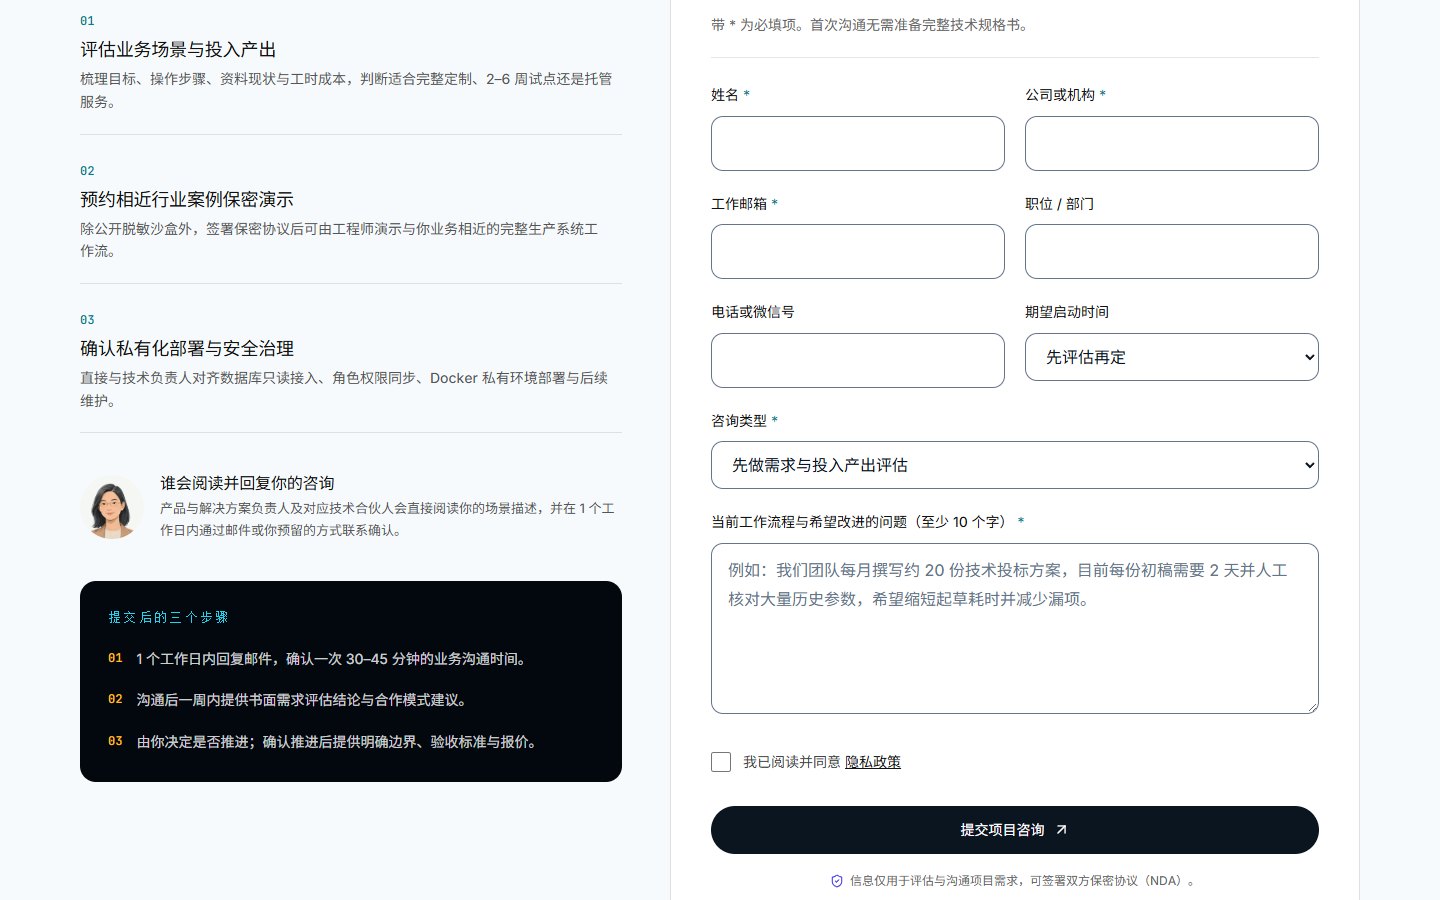 01
评估业务场景与投入产出
梳理目标、操作步骤、资料现状与工时成本，判断适合完整定制、2–6 周试点还是托管
服务。
02
预约相近行业案例保密演示
除公开脱敏沙盒外，签署保密协议后可由工程师演示与你业务相近的完整生产系统工
作流。
03
确认私有化部署与安全治理
直接与技术负责人对齐数据库只读接入、角色权限同步、Docker 私有环境部署与后续
维护。
谁会阅读并回复你的咨询
产品与解决方案负责人及对应技术合伙人会直接阅读你的场景描述，并在 1 个工
作日内通过邮件或你预留的方式联系确认。
提交后的三个步骤
01 1 个工作日内回复邮件，确认一次 30–45 分钟的业务沟通时间。
02 沟通后一周内提供书面需求评估结论与合作模式建议。
03 由你决定是否推进；确认推进后提供明确边界、验收标准与报价。
带 * 为必填项。首次沟通无需准备完整技术规格书。
姓名 *
公司或机构 *
工作邮箱 *
职位 / 部门
电话或微信号
期望启动时间
先评估再定
咨询类型 *
先做需求与投入产出评估
当前工作流程与希望改进的问题（至少 10 个字） *
例如：我们团队每月撰写约 20 份技术投标方案，目前每份初稿需要 2 天并人工
核对大量历史参数，希望缩短起草耗时并减少漏项。
我已阅读并同意 隐私政策
提交项目咨询
信息仅用于评估与沟通项目需求，可签署双方保密协议（NDA）。